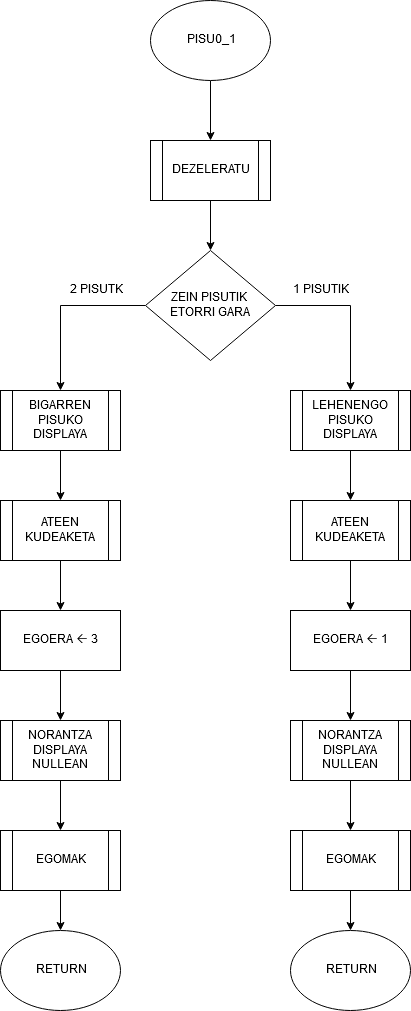 PISU0_1
DEZELERATU
ZEIN PISUTIK
ETORRI GARA
2 PISUTK
1 PISUTIK
BIGARREN
PISUKO
DISPLAYA
LEHENENGO
PISUKO
DISPLAYA
ATEEN
KUDEAKETA
ATEEN
KUDEAKETA
EGOERA ← 3
EGOERA ← 1
NORANTZA
DISPLAYA
NULLEAN
NORANTZA
DISPLAYA
NULLEAN
EGOMAK
EGOMAK
RETURN
RETURN